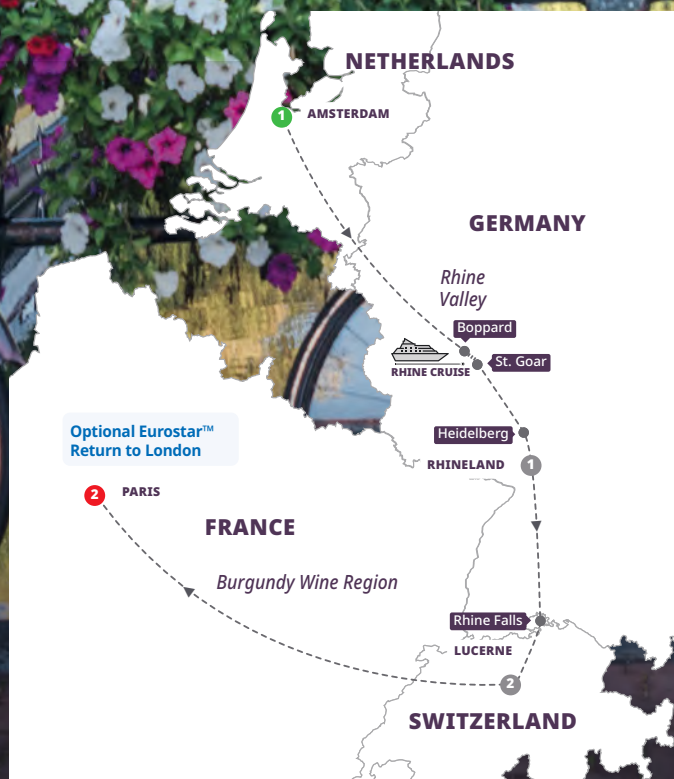 NETHERLANDS
1
AMSTERDAM
GERMANY
Rhine
Valley
Boppard
St. Goar
RHINE CRUISE
Optional Eurostar™
Return to London
Heidelberg
RHINELAND
1
2
PARIS
FRANCE
Burgundy Wine Region
Rhine Falls
LUCERNE
2
SWITZERLAND